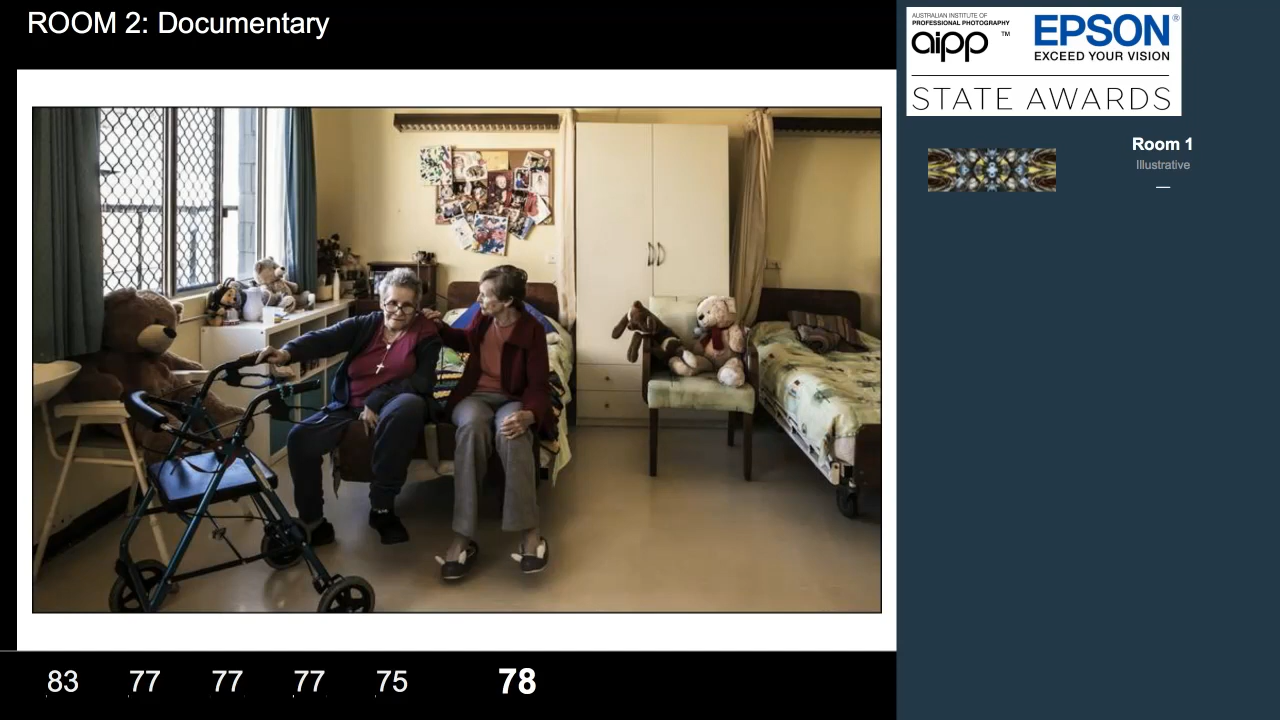 ROOM 2: Documentary
AUSTRALIAN INSTITUTE OF
PROFESSIONAL PHOTOGRAPHY
aipp TM
EPSON®
EXCEED YOUR VISION
STATE AWARDS
Room 1
Illustrative
—
83 77 77 77 75 78